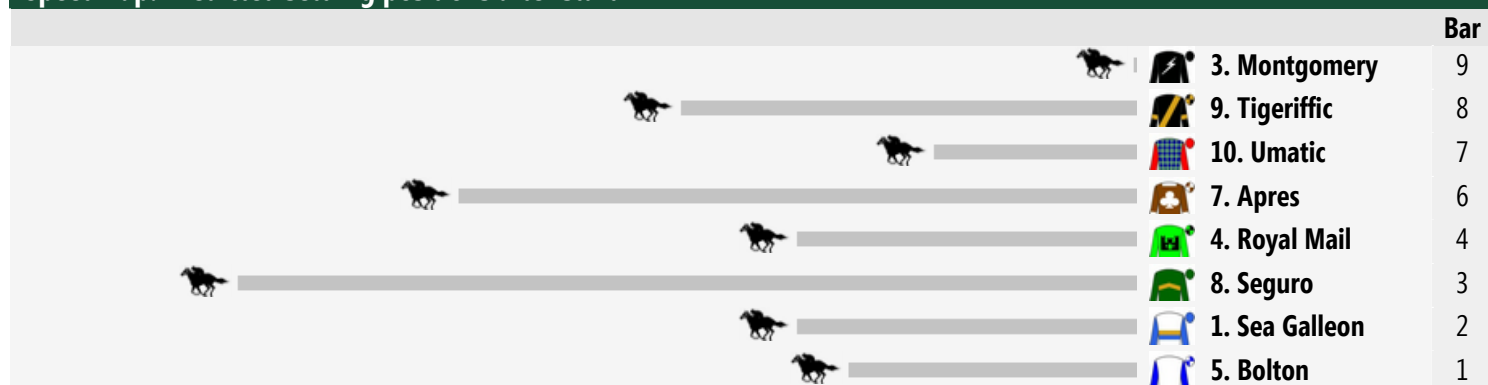 Bar
3. Montgomery 9
9. Tigeriffic 8
10. Umatic 7
7. Apres 6
4. Royal Mail 4
8. Seguro 3
1. Sea Galleon 2
5. Bolton 1